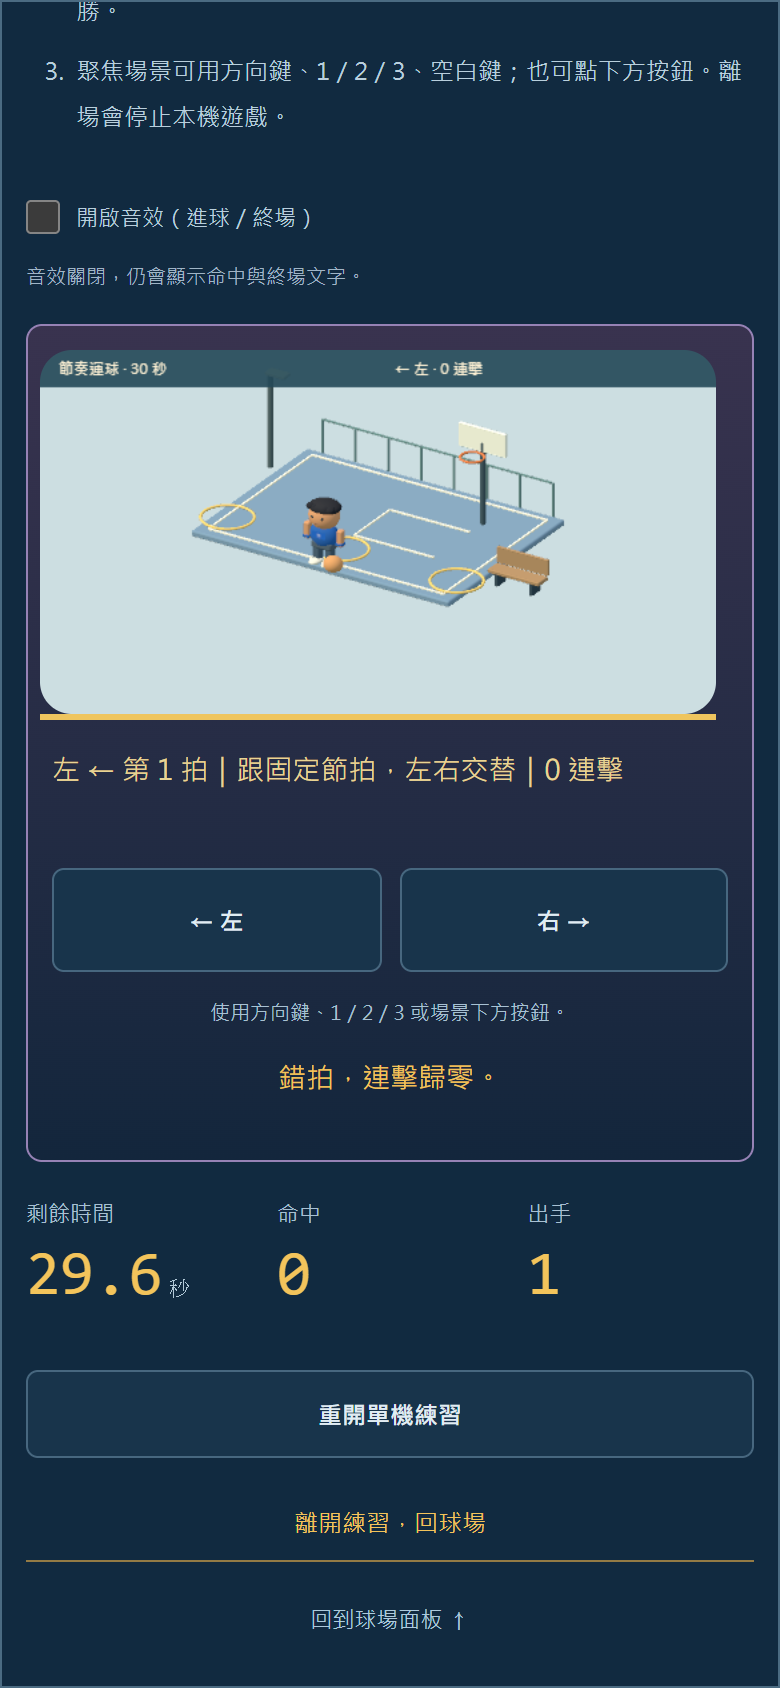 勝。
3. 聚焦場景可用方向鍵、1 / 2 / 3、空白鍵；也可點下方按鈕。離
場會停止本機遊戲。
開啟音效 ( 進球 / 終場 )
音效關閉，仍會顯示命中與終場文字。
節奏運球 · 30 秒
← 左 · 0 連擊
左 ← 第 1 拍 | 跟固定節拍，左右交替 | 0 連擊
← 左
右 →
使用方向鍵、1 / 2 / 3 或場景下方按鈕。
錯拍，連擊歸零。
剩餘時間
命中
出手
29.6 秒
0
1
重開單機練習
離開練習，回球場
回到球場面板 ↑